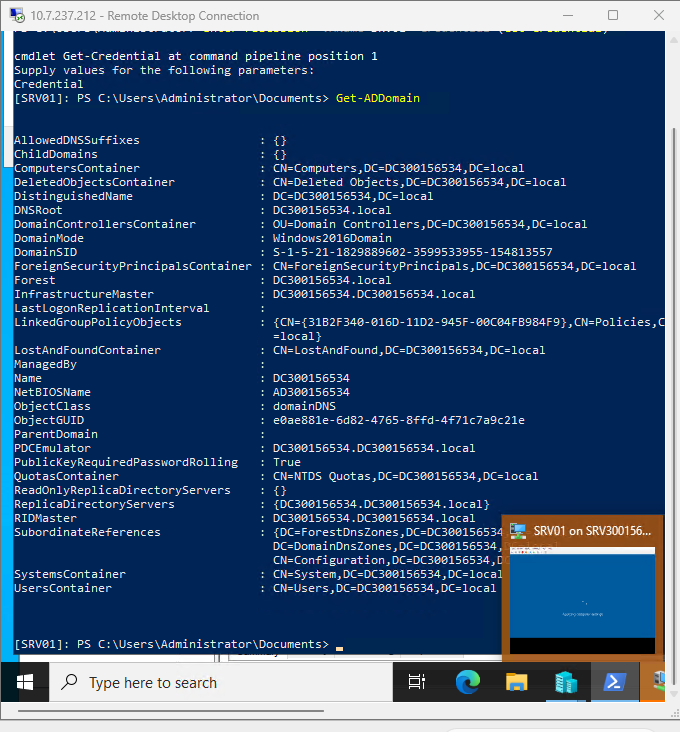 10.7.237.212 - Remote Desktop Connection
cmdlet Get-Credential at command pipeline position 1
Supply values for the following parameters:
Credential
[SRV01]: PS C:\Users\Administrator\Documents> Get-ADDomain
AllowedDNSSuffixes : {}
ChildDomains : {}
ComputersContainer : CN=Computers,DC=DC300156534,DC=local
DeletedObjectsContainer : CN=Deleted Objects,DC=DC300156534,DC=local
DistinguishedName : DC=DC300156534,DC=local
DNSRoot : DC300156534.local
DomainControllersContainer : OU=Domain Controllers,DC=DC300156534,DC=local
DomainMode : Windows2016Domain
DomainSID : S-1-5-21-1829889602-3599533955-154813557
ForeignSecurityPrincipalsContainer : CN=ForeignSecurityPrincipals,DC=DC300156534,DC=local
Forest : DC300156534.local
InfrastructureMaster : DC300156534.DC300156534.local
LastLogonReplicationInterval :
LinkedGroupPolicyObjects : {CN={31B2F340-016D-11D2-945F-00C04FB984F9},CN=Policies,C
=local}
LostAndFoundContainer : CN=LostAndFound,DC=DC300156534,DC=local
ManagedBy :
Name : DC300156534
NetBIOSName : AD300156534
ObjectClass : domainDNS
ObjectGUID : e0ae881e-6d82-4765-8ffd-4f71c7a9c21e
ParentDomain :
PDCEmulator : DC300156534.DC300156534.local
PublicKeyRequiredPasswordRolling : True
QuotasContainer : CN=NTDS Quotas,DC=DC300156534,DC=local
ReadOnlyReplicaDirectoryServers : {}
ReplicaDirectoryServers : {DC300156534.DC300156534.local}
RIDMaster : DC300156534.DC300156534.local
SubordinateReferences : {DC=ForestDnsZones,DC=DC300156534
DC=DomainDnsZones,DC=DC300156534,
CN=Configuration,DC=DC300156534,D
SystemsContainer : CN=System,DC=DC300156534,DC=local
UsersContainer : CN=Users,DC=DC300156534,DC=local
SRV01 on SRV300156...
[SRV01]: PS C:\Users\Administrator\Documents>
Type here to search